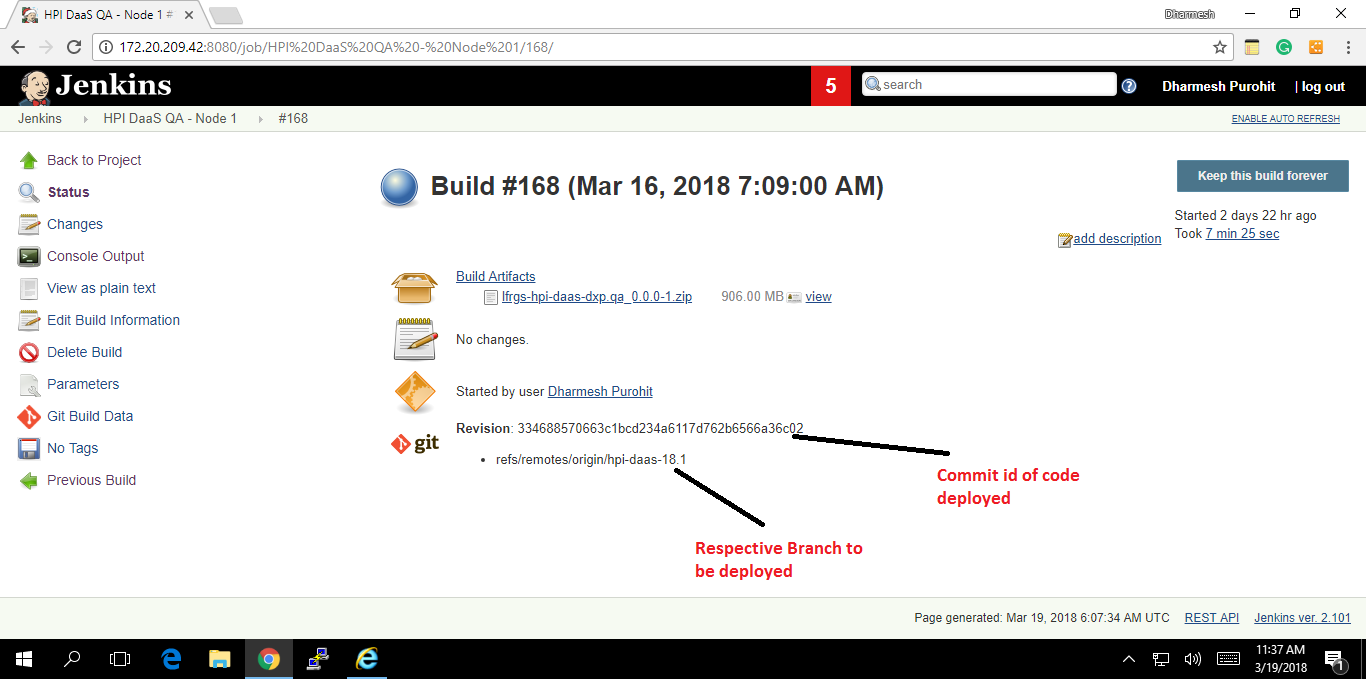 HPI DaaS QA - Node 1 #
Dharmesh
172.20.209.42:8080/job/HPI%20DaaS%20QA%20-%20Node%201/168/
Jenkins
5
search
Dharmesh Purohit
| log out
Jenkins
HPI DaaS QA - Node 1
#168
ENABLE AUTO REFRESH
Back to Project
Status
Changes
Console Output
View as plain text
Edit Build Information
Delete Build
Parameters
Git Build Data
No Tags
Previous Build
Build #168 (Mar 16, 2018 7:09:00 AM)
Keep this build forever
Started 2 days 22 hr ago
Took 7 min 25 sec
add description
Build Artifacts
lfrgs-hpi-daas-dxp.qa_0.0.0-1.zip 906.00 MB view
No changes.
Started by user Dharmesh Purohit
git
Revision: 334688570663c1bcd234a6117d762b6566a36c02
• refs/remotes/origin/hpi-daas-18.1
Commit id of code
deployed
Respective Branch to
be deployed
Page generated: Mar 19, 2018 6:07:34 AM UTC
REST API
Jenkins ver. 2.101
11:37 AM
3/19/2018
1